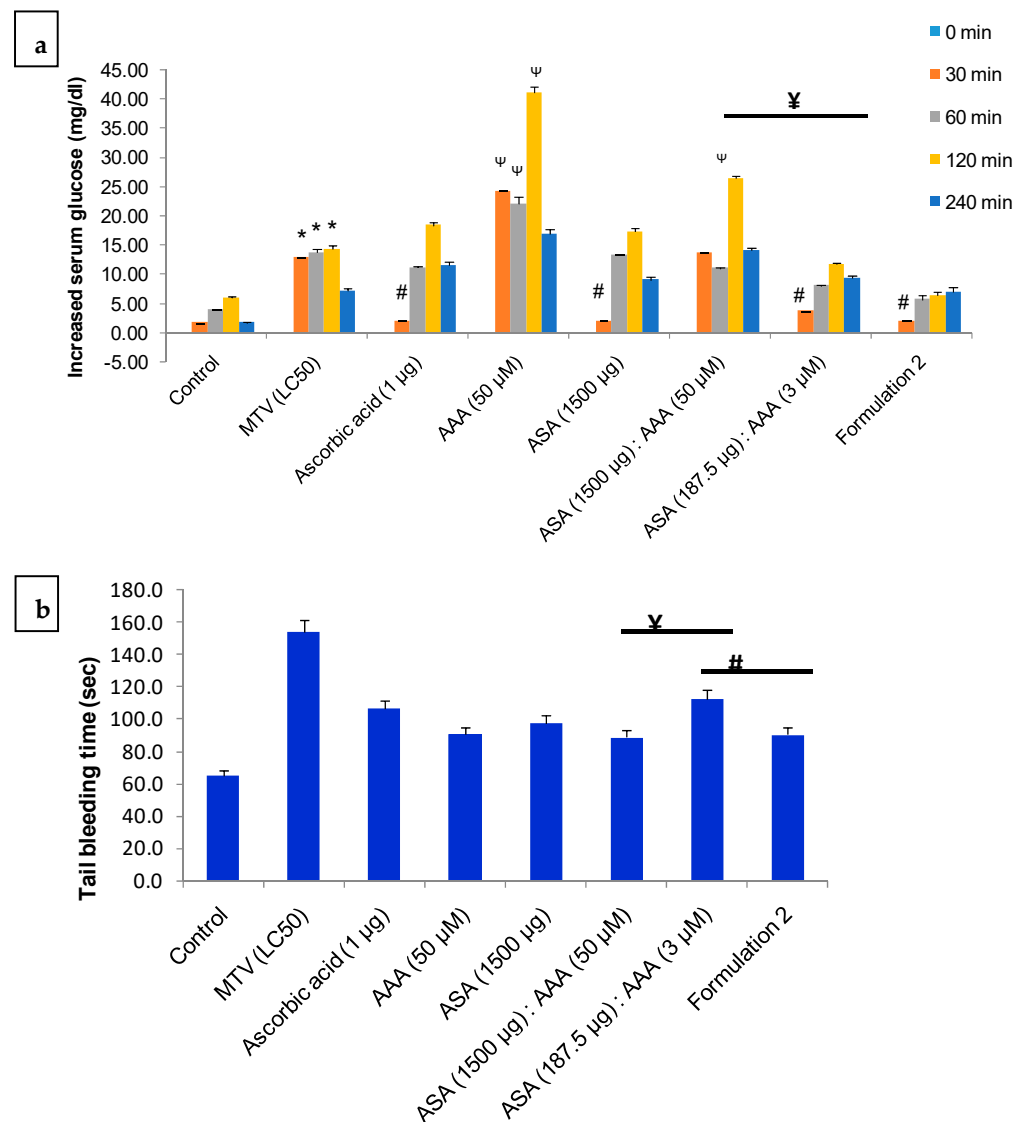 a
Increased serum glucose (mg/dl)
45.00
40.00
35.00
30.00
25.00
20.00
15.00
10.00
5.00
0.00
-5.00
* * *
#
Ψ Ψ Ψ
#
Ψ
¥
#
#
Control
MTV (LC50)
Ascorbic acid (1 µg)
AAA (50 µM)
ASA (1500 µg)
ASA (1500 µg) : AAA (50 µM)
ASA (187.5 µg) : AAA (3 µM)
Formulation 2
0 min
30 min
60 min
120 min
240 min
b
Tail bleeding time (sec)
180.0
160.0
140.0
120.0
100.0
80.0
60.0
40.0
20.0
0.0
¥
#
Control
MTV (LC50)
Ascorbic acid (1 µg)
AAA (50 µM)
ASA (1500 µg)
ASA (1500 µg) : AAA (50 µM)
ASA (187.5 µg) : AAA (3 µM)
Formulation 2